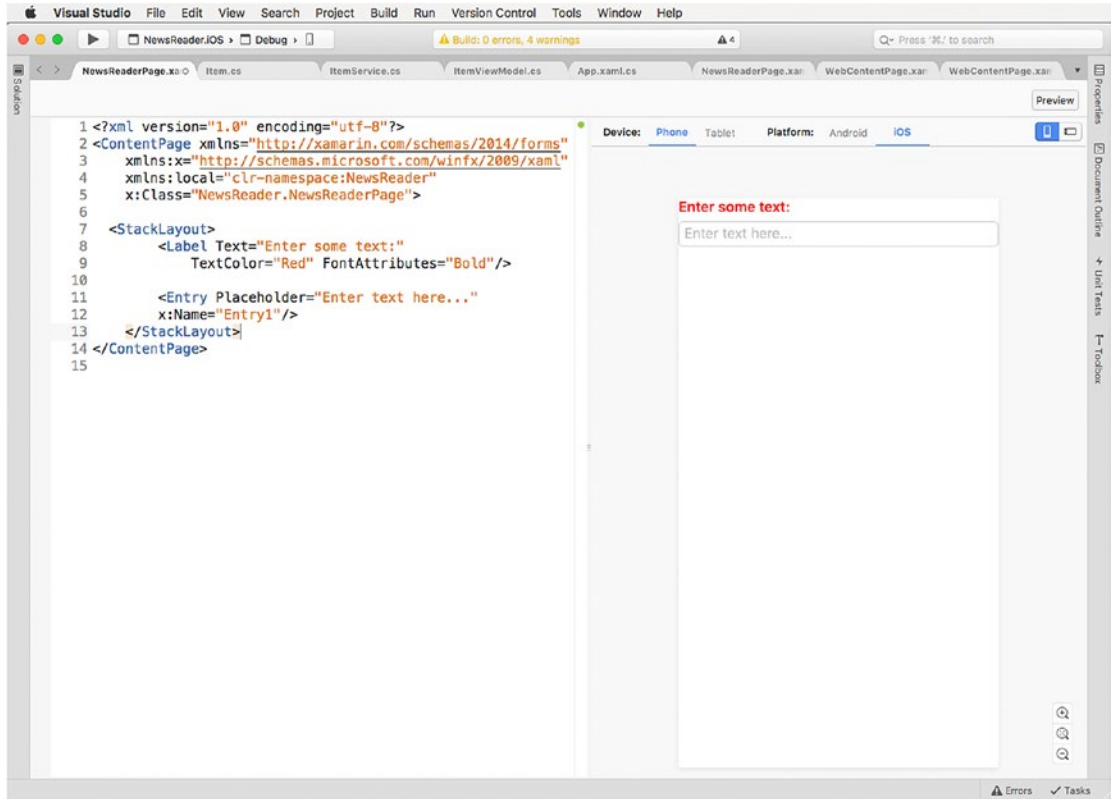 Visual Studio File Edit View Search Project Build Run Version Control Tools Window Help
NewsReader.iOS › Debug ›
Build: 0 errors, 4 warnings
4
Press '⌘.' to search
NewsReaderPage.xa
Item.cs
ItemService.cs
ItemViewModel.cs
App.xaml.cs
NewsReaderPage.xan
WebContentPage.xan
WebContentPage.xan
Solution
Properties
Document Outline
Unit Tests
Toolbox
Preview
Device: Phone Tablet Platform: Android iOS
1 <?xml version="1.0" encoding="utf-8"?>
2 <ContentPage xmlns="http://xamarin.com/schemas/2014/forms"
3 xmlns:x="http://schemas.microsoft.com/winfx/2009/xaml"
4 xmlns:local="clr-namespace:NewsReader"
5 x:Class="NewsReader.NewsReaderPage">
6
7 <StackLayout>
8 <Label Text="Enter some text:"
9 TextColor="Red" FontAttributes="Bold"/>
10
11 <Entry Placeholder="Enter text here..."
12 x:Name="Entry1"/>
13 </StackLayout>
14 </ContentPage>
15
Enter some text:
Enter text here...
Errors Tasks